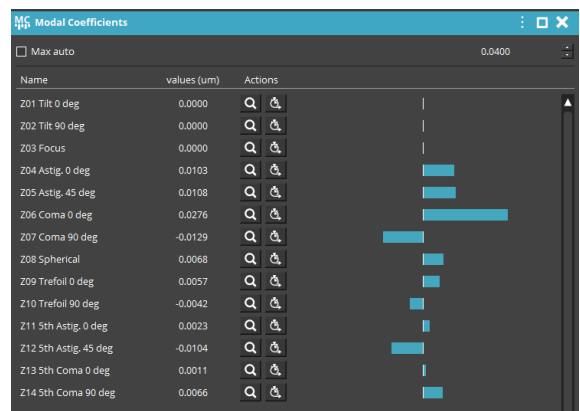 MC Modal Coefficients
Max auto 0.0400
Name values (um) Actions
Z01 Tilt 0 deg 0.0000
Z02 Tilt 90 deg 0.0000
Z03 Focus 0.0000
Z04 Astig. 0 deg 0.0103
Z05 Astig. 45 deg 0.0108
Z06 Coma 0 deg 0.0276
Z07 Coma 90 deg -0.0129
Z08 Spherical 0.0068
Z09 Trefoil 0 deg 0.0057
Z10 Trefoil 90 deg -0.0042
Z11 5th Astig. 0 deg 0.0023
Z12 5th Astig. 45 deg -0.0104
Z13 5th Coma 0 deg 0.0011
Z14 5th Coma 90 deg 0.0066